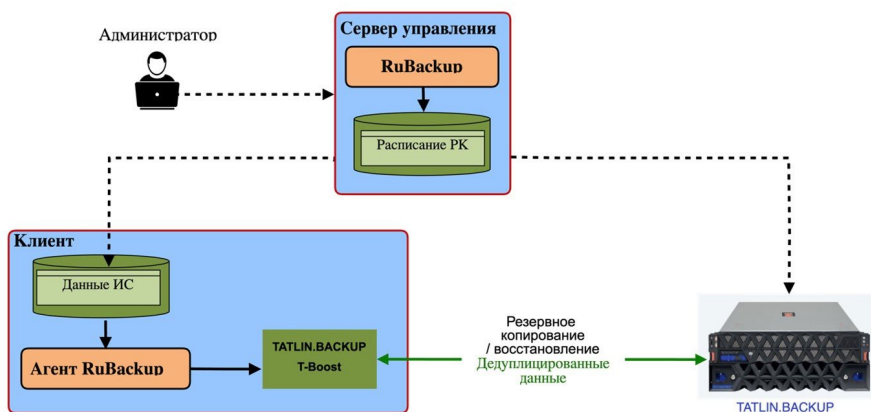 Администратор
Сервер управления
RuBackup
Расписание РК
Клиент
Данные ИС
Агент RuBackup
TATLIN.BACKUP
T-Boost
Резервное
копирование
/ восстановление
Дедуплицированные
данные
TATLIN.BACKUP